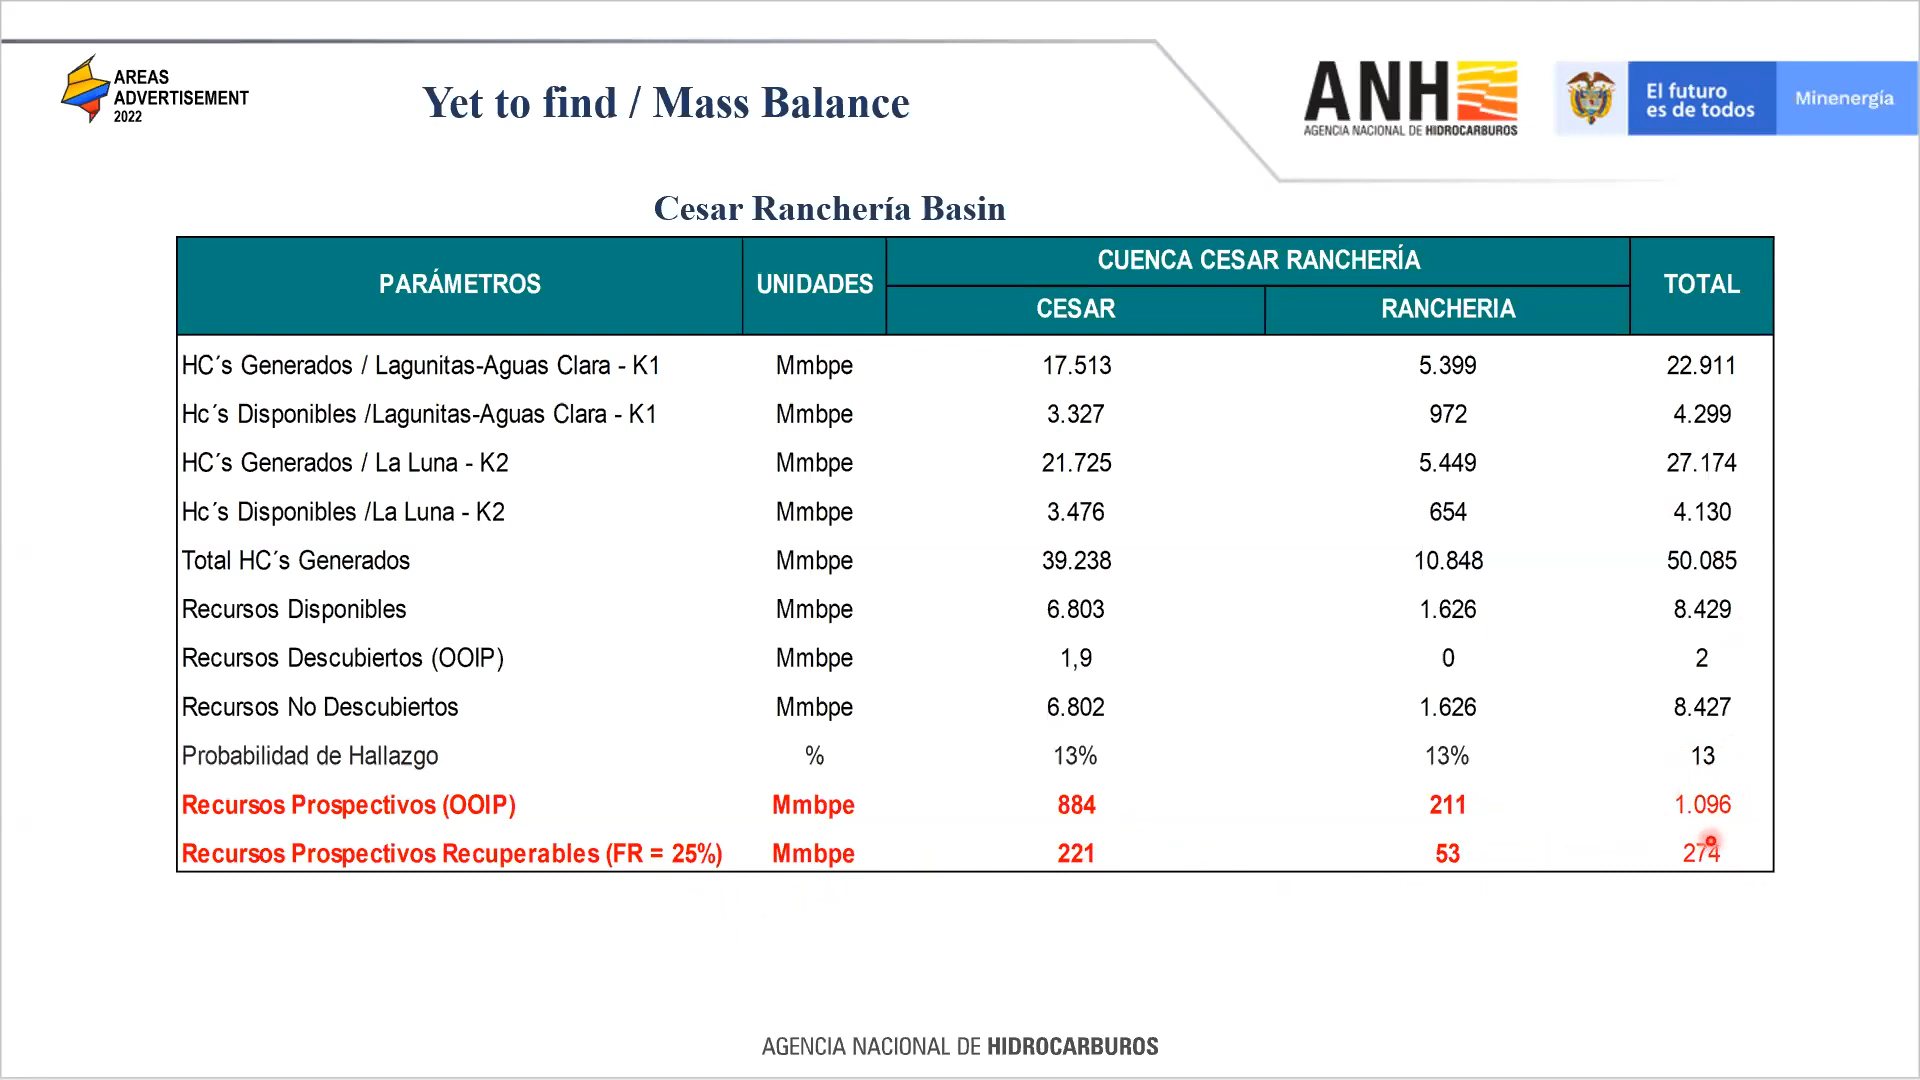 AREAS
ADVERTISEMENT
2022
Yet to find / Mass Balance
ANH
AGENCIA NACIONAL DE HIDROCARBUROS
El futuro
es de todos
Minenergía
Cesar Ranchería Basin
PARÁMETROS UNIDADES CUENCA CESAR RANCHERÍA TOTAL
CESAR RANCHERIA
HC´s Generados / Lagunitas-Aguas Clara - K1 Mmbpe 17.513 5.399 22.911
Hc´s Disponibles /Lagunitas-Aguas Clara - K1 Mmbpe 3.327 972 4.299
HC´s Generados / La Luna - K2 Mmbpe 21.725 5.449 27.174
Hc´s Disponibles /La Luna - K2 Mmbpe 3.476 654 4.130
Total HC´s Generados Mmbpe 39.238 10.848 50.085
Recursos Disponibles Mmbpe 6.803 1.626 8.429
Recursos Descubiertos (OOIP) Mmbpe 1,9 0 2
Recursos No Descubiertos Mmbpe 6.802 1.626 8.427
Probabilidad de Hallazgo % 13% 13% 13
Recursos Prospectivos (OOIP) Mmbpe 884 211 1.096
Recursos Prospectivos Recuperables (FR = 25%) Mmbpe 221 53 274
AGENCIA NACIONAL DE HIDROCARBUROS